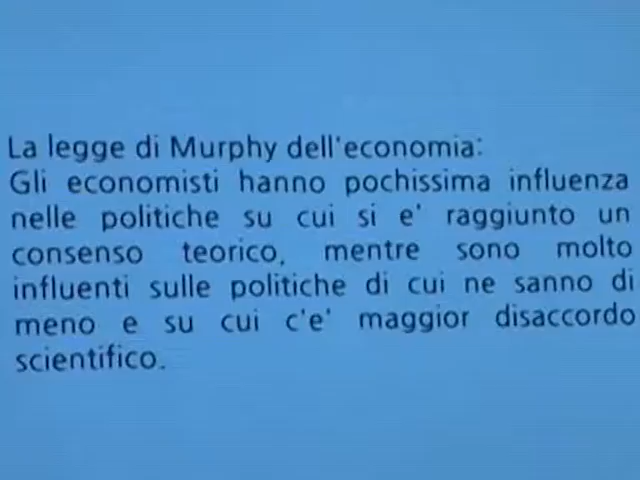 La legge di Murphy dell'economia:
Gli economisti hanno pochissima influenza
nelle politiche su cui si e' raggiunto un
consenso teorico, mentre sono molto
influenti sulle politiche di cui ne sanno di
meno e su cui c'e' maggior disaccordo
scientifico.